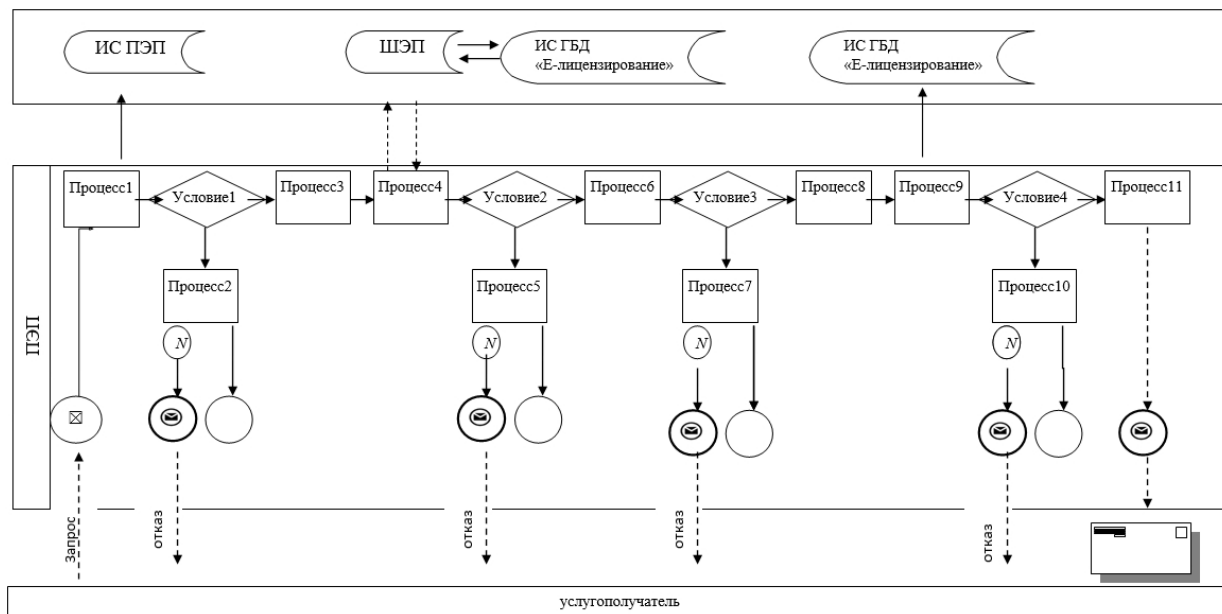 ИС ПЭП
ШЭП
ИС ГБД
«Е-лицензирование»
ИС ГБД
«Е-лицензирование»
ПЭП
Процесс1
Условие1
Процесс3
Процесс4
Условие2
Процесс6
Условие3
Процесс8
Процесс9
Условие4
Процесс11
Процесс2
Процесс5
Процесс7
Процесс10
N
N
N
N
Запрос
отказ
отказ
отказ
отказ
услугополучатель